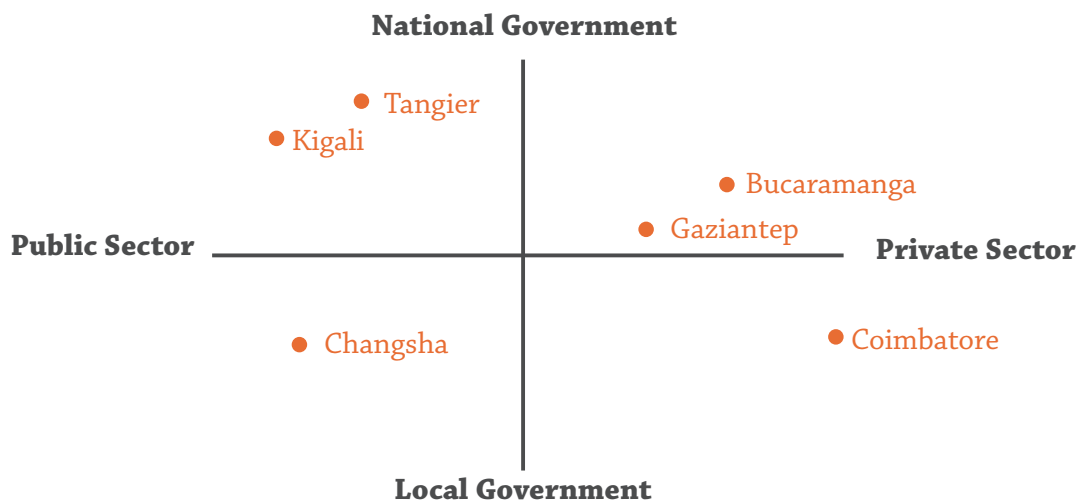 National Government
Tangier
Kigali
Bucaramanga
Gaziantep
Public Sector
Private Sector
Changsha
Coimbatore
Local Government